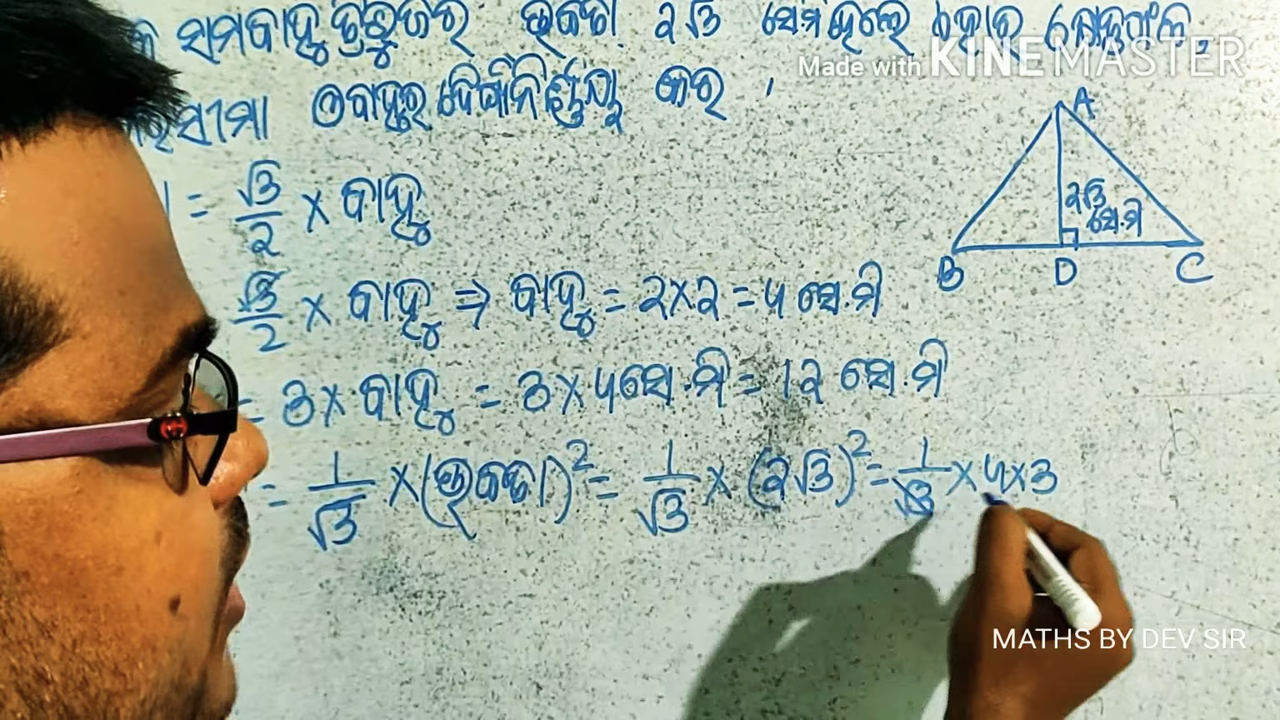 ସମବାହୁ ତ୍ରିଭୁଜର ଉଚ୍ଚତା 2√3 ସେ.ମି ହେଲେ ତାହାର କ୍ଷେତ୍ରଫଳ,
Made with KINEMASTER
ପରିସୀମା ଓ ବାହୁର ଦୈର୍ଘ୍ୟ ନିର୍ଣ୍ଣୟ କର ।
A
= √3/2 × ବାହୁ
2√3 ସେ.ମି
B D C
√3/2 × ବାହୁ ⇒ ବାହୁ = 2×2 = 4 ସେ.ମି
= 3× ବାହୁ = 3×4 ସେ.ମି = 12 ସେ.ମି
= 1/√3 × (ଉଚ୍ଚତା)² = 1/√3 × (2√3)² = 1/√3 × 4×3
MATHS BY DEV SIR